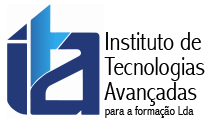 ita
Instituto de
Tecnologias
Avançadas
para a formação Lda